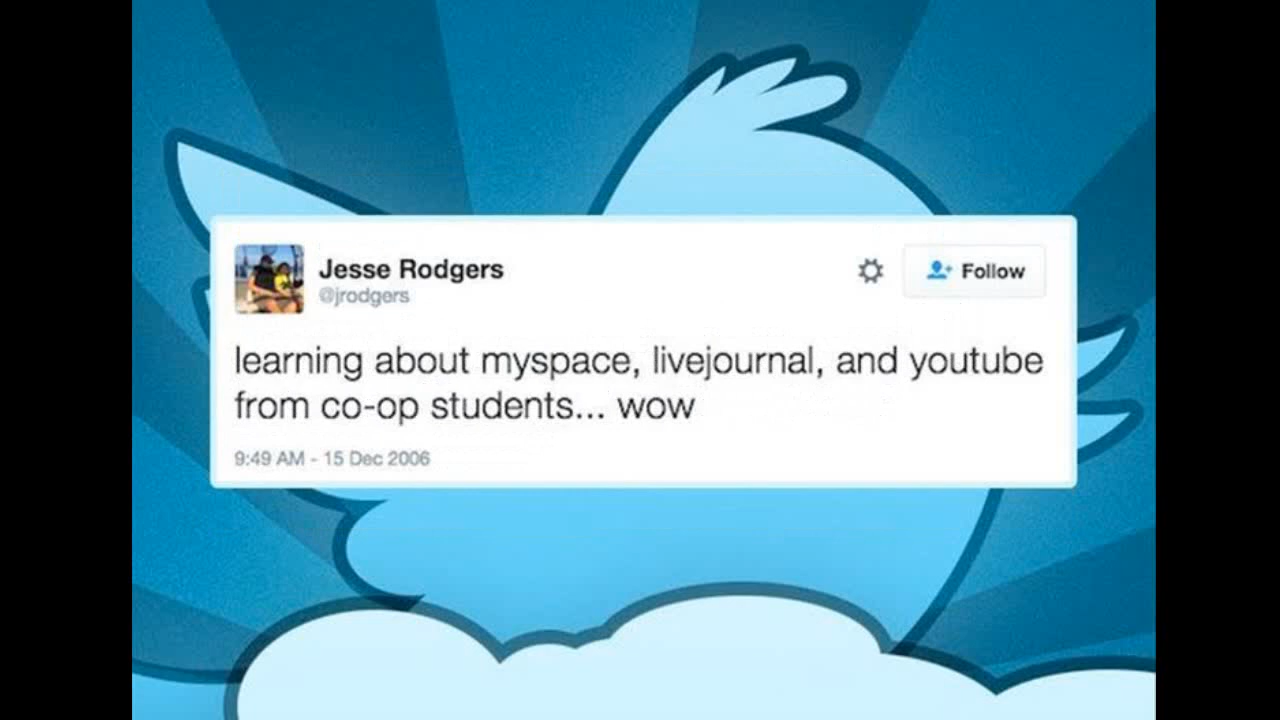 Jesse Rodgers
@jrodgers
Follow
learning about myspace, livejournal, and youtube
from co-op students... wow
9:49 AM - 15 Dec 2006